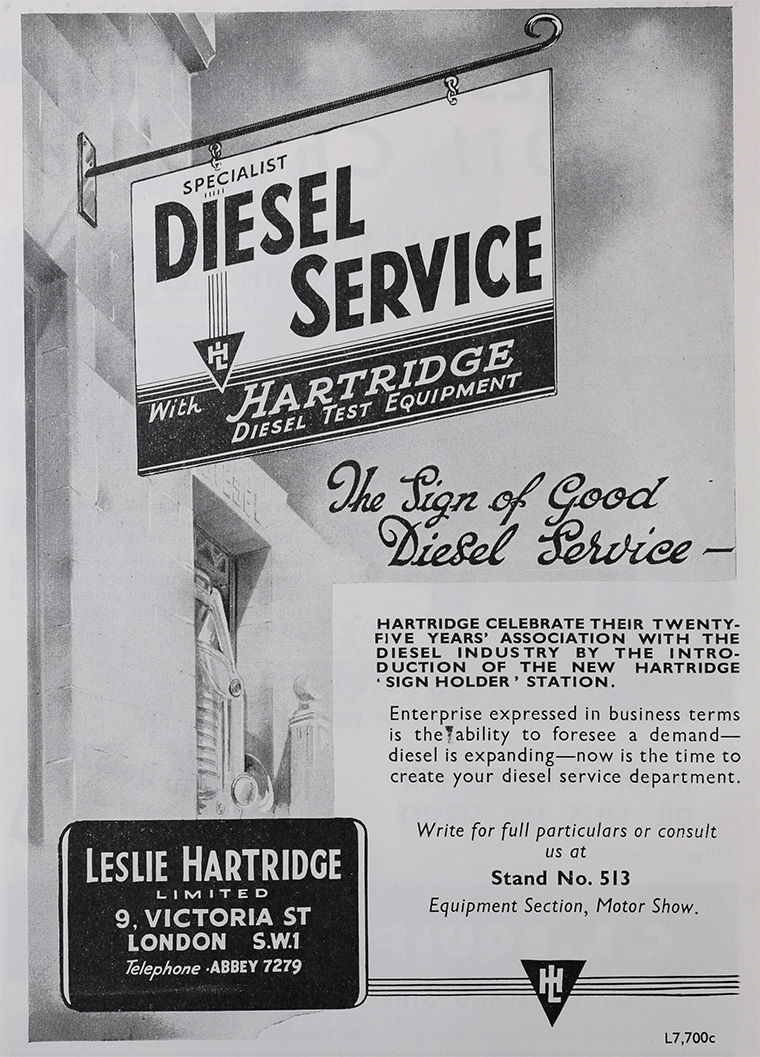 SPECIALIST
DIESEL
SERVICE
HL
With HARTRIDGE
DIESEL TEST EQUIPMENT
DIESEL
The Sign of Good
Diesel Service —
HARTRIDGE CELEBRATE THEIR TWENTY-
FIVE YEARS' ASSOCIATION WITH THE
DIESEL INDUSTRY BY THE INTRO-
DUCTION OF THE NEW HARTRIDGE
'SIGN HOLDER' STATION.
Enterprise expressed in business terms
is the ability to foresee a demand—
diesel is expanding—now is the time to
create your diesel service department.
Write for full particulars or consult
us at
Stand No. 513
Equipment Section, Motor Show.
LESLIE HARTRIDGE
LIMITED
9, VICTORIA ST
LONDON S.W.1
Telephone · ABBEY 7279
HL
L7,700c